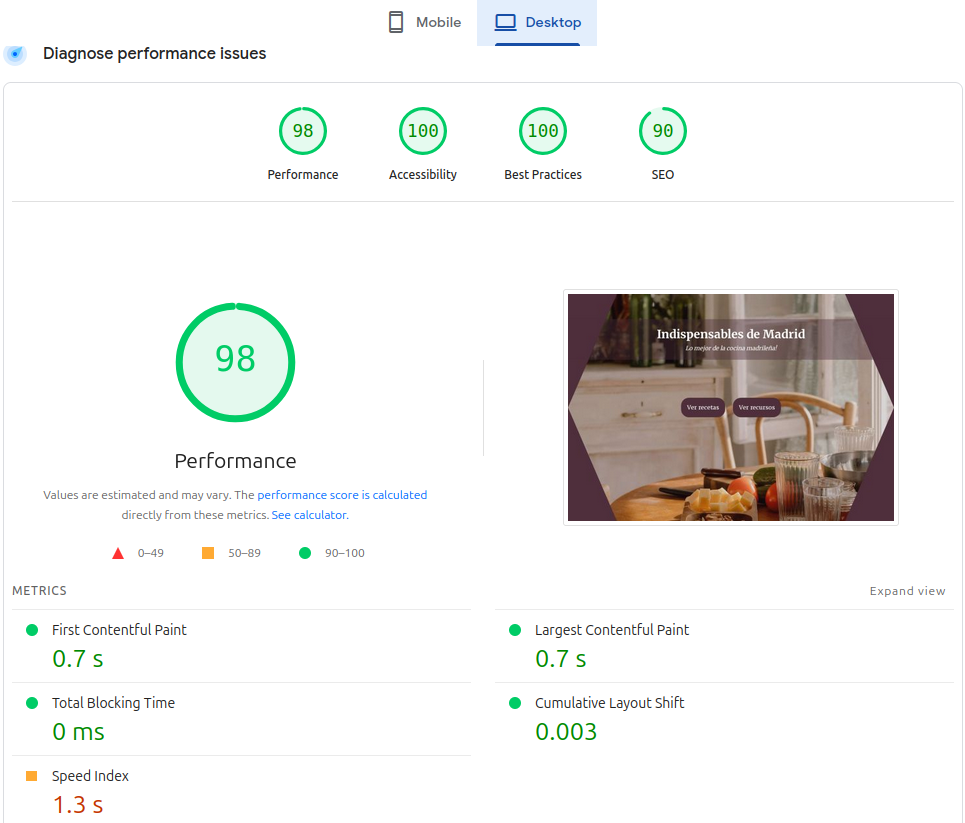 Mobile
Desktop
Diagnose performance issues
98
100
100
90
Performance
Accessibility
Best Practices
SEO
98
Performance
Values are estimated and may vary. The performance score is calculated
directly from these metrics. See calculator.
0–49
50–89
90–100
Indispensables de Madrid
Lo mejor de la cocina madrileña!
Ver recetas
Ver recursos
METRICS
Expand view
First Contentful Paint
0.7 s
Largest Contentful Paint
0.7 s
Total Blocking Time
0 ms
Cumulative Layout Shift
0.003
Speed Index
1.3 s